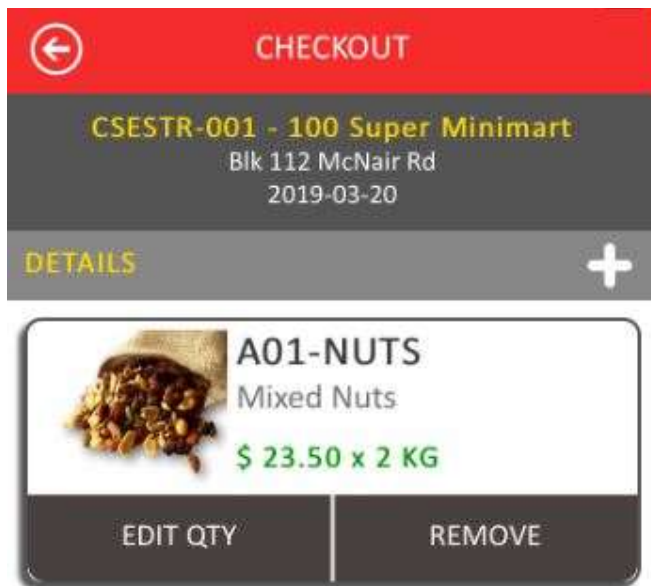 CHECKOUT
CSESTR-001 - 100 Super Minimart
Blk 112 McNair Rd
2019-03-20
DETAILS
A01-NUTS
Mixed Nuts
$ 23.50 x 2 KG
EDIT QTY
REMOVE